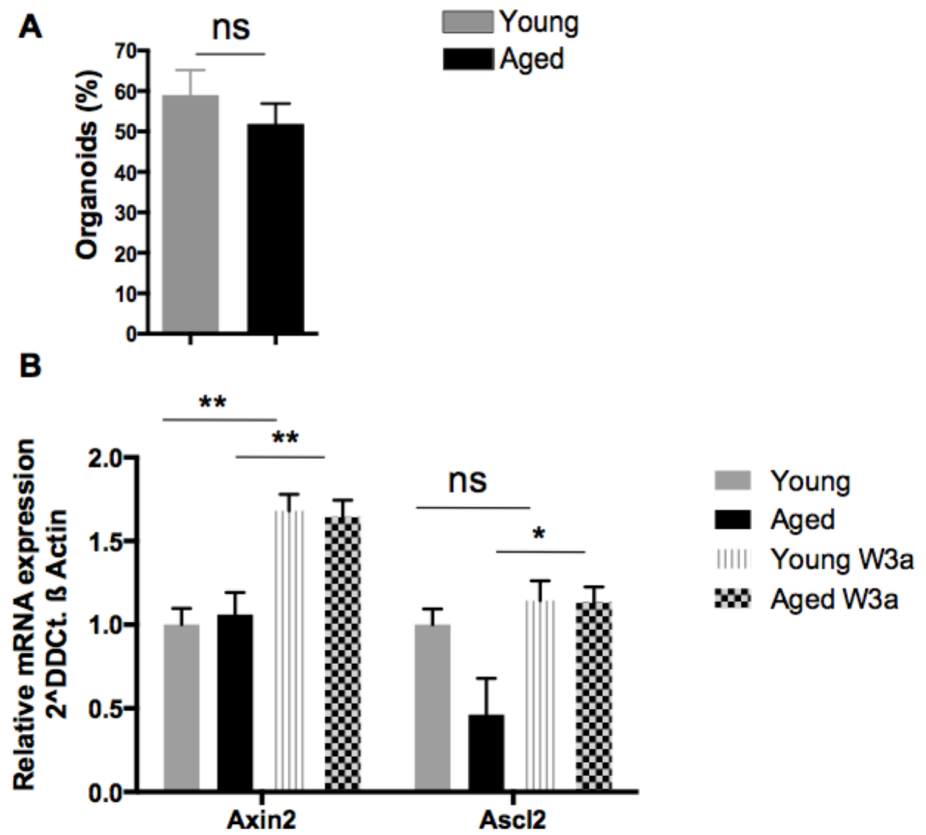 A
ns
Young
Aged
70
60
50
40
30
20
10
0
Organoids (%)
B
**
**
ns
*
2.0
1.5
1.0
0.5
0.0
Relative mRNA expression
2^DDCt. ß Actin
Axin2
Ascl2
Young
Aged
Young W3a
Aged W3a